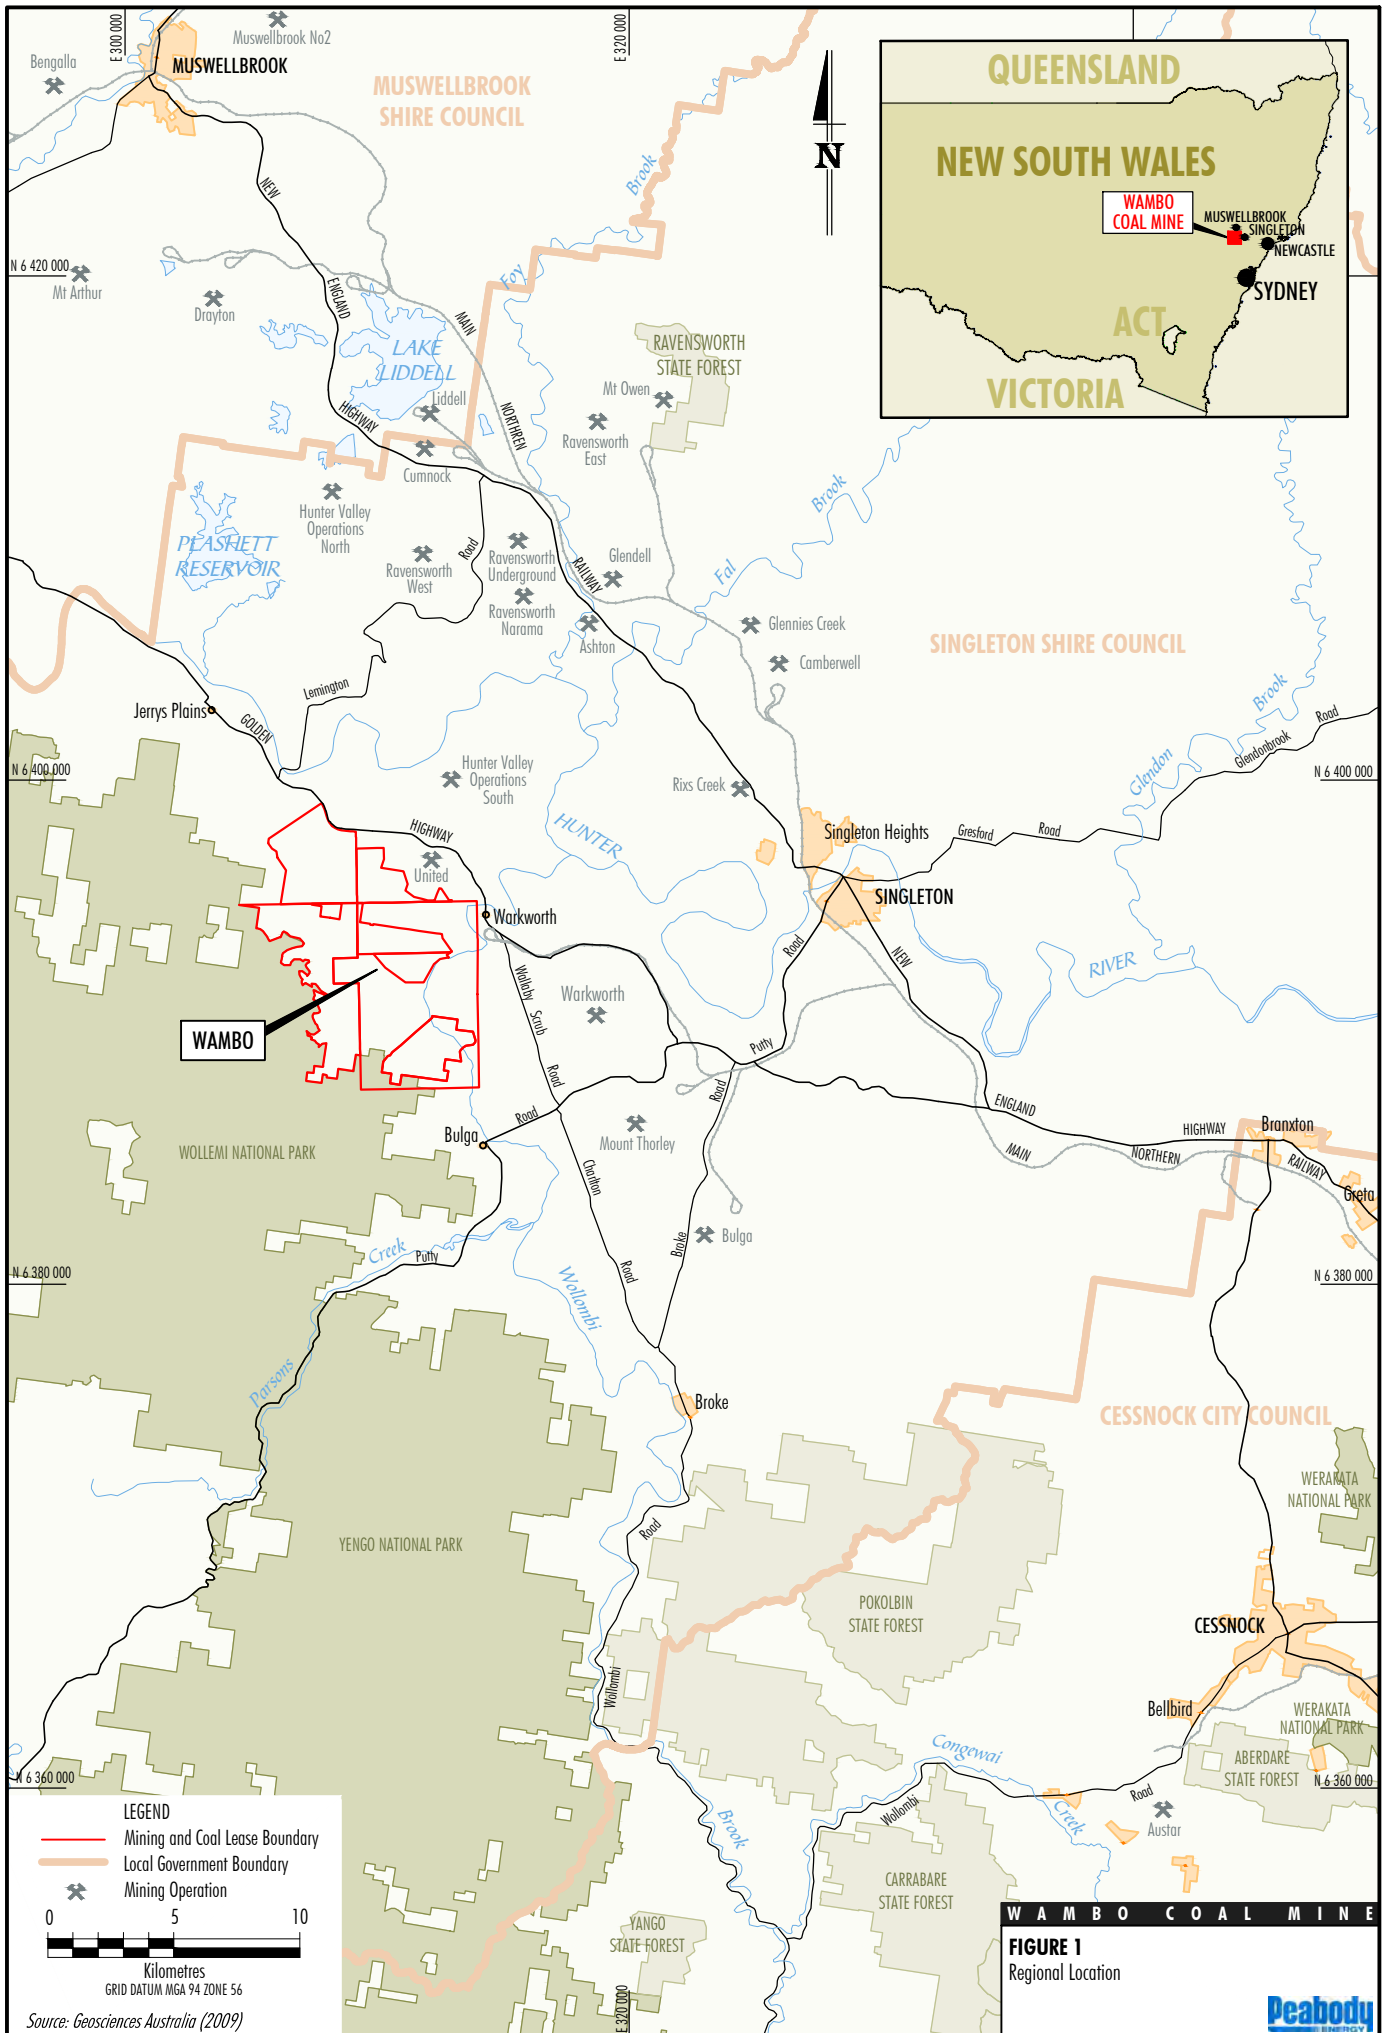 E 300 000
E 320 000
Muswellbrook No2
Bengalla
MUSWELLBROOK
MUSWELLBROOK
SHIRE COUNCIL
N
QUEENSLAND
NEW SOUTH WALES
WAMBO
COAL MINE
MUSWELLBROOK
SINGLETON
NEWCASTLE
SYDNEY
ACT
VICTORIA
NEW
Brook
N 6 420 000
Mt Arthur
Drayton
ENGLAND
Foy
MAIN
LAKE
LIDDELL
RAVENSWORTH
STATE FOREST
Liddell
HIGHWAY
NORTHREN
Mt Owen
Ravensworth
East
Cumnock
Hunter Valley
Operations
North
Brook
PLASHETT
RESERVOIR
Ravensworth
West
Road
Ravensworth
Underground
RAILWAY
Glendell
Fal
Ravensworth
Narama
Ashton
Glennies Creek
Camberwell
SINGLETON SHIRE COUNCIL
Lemington
Jerrys Plains
GOLDEN
Brook
Road
Glendonbrook
Glendon
N 6 400 000
N 6 400 000
Hunter Valley
Operations
South
Rixs Creek
HIGHWAY
HUNTER
Singleton Heights
Gresford
Road
United
SINGLETON
Warkworth
Road
NEW
RIVER
Wallaby
Scrub
Road
Warkworth
WAMBO
Putty
Road
ENGLAND
Road
Bulga
Mount Thorley
WOLLEMI NATIONAL PARK
MAIN
NORTHERN
HIGHWAY
Branxton
RAILWAY
Greta
Charlton
Road
Broke
Bulga
Creek
Putty
Wollombi
N 6 380 000
N 6 380 000
Parsons
Broke
CESSNOCK CITY COUNCIL
WERAKATA
NATIONAL PARK
Road
YENGO NATIONAL PARK
POKOLBIN
STATE FOREST
CESSNOCK
Wollombi
Bellbird
WERAKATA
NATIONAL PARK
Congewai
ABERDARE
STATE FOREST
N 6 360 000
N 6 360 000
Road
Wollombi
Creek
Austar
Brook
CARRABARE
STATE FOREST
YANGO
STATE FOREST
E 320 000
LEGEND
Mining and Coal Lease Boundary
Local Government Boundary
Mining Operation
0 5 10
Kilometres
GRID DATUM MGA 94 ZONE 56
Source: Geosciences Australia (2009)
WAMBO COAL MINE
FIGURE 1
Regional Location
Peabody
ENERGY